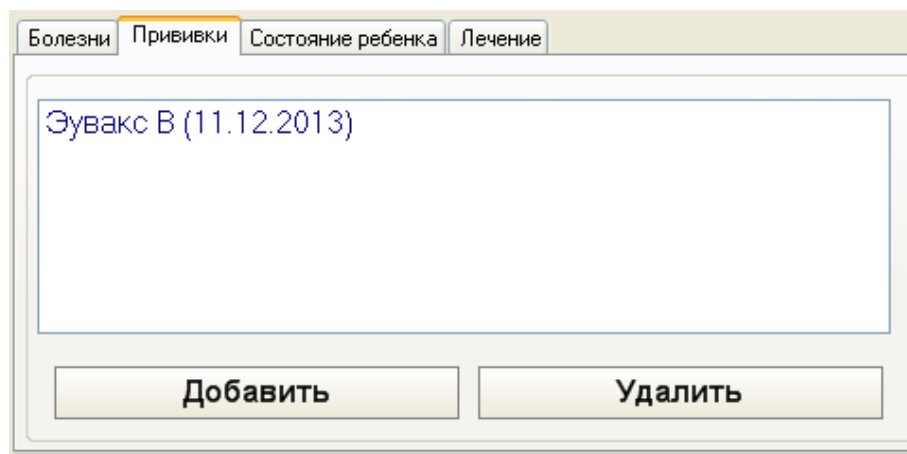 Болезни Прививки Состояние ребенка Лечение
Эувакс В (11.12.2013)
Добавить Удалить